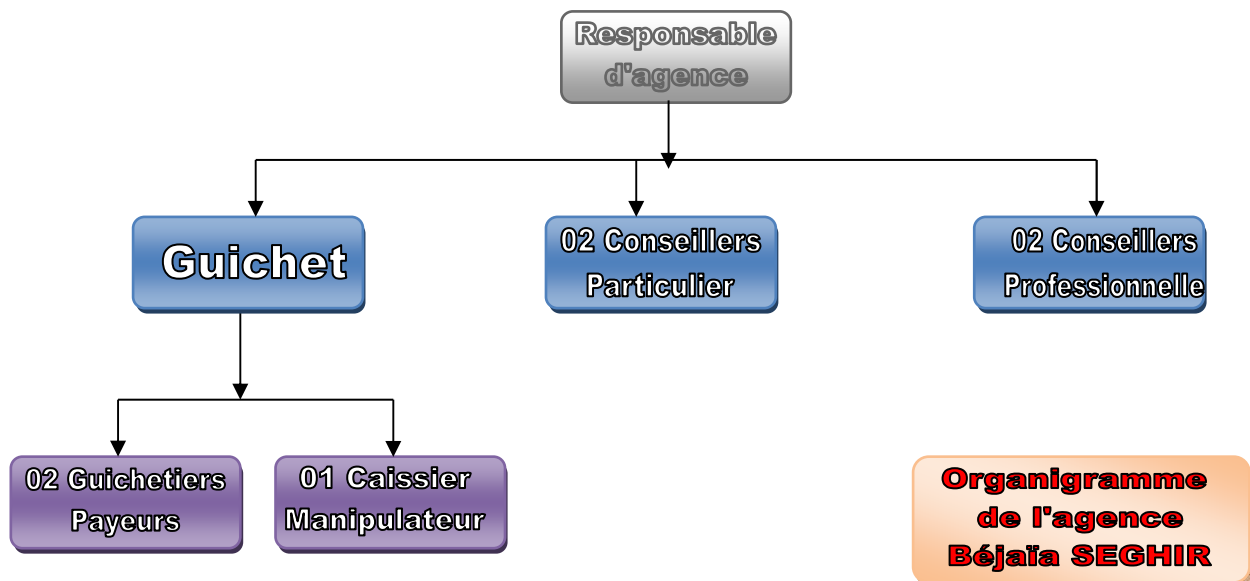 Responsable
d'agence
Guichet
02 Conseillers
Particulier
02 Conseillers
Professionnelle
02 Guichetiers
Payeurs
01 Caissier
Manipulateur
Organigramme
de l'agence
Béjaïa SEGHIR